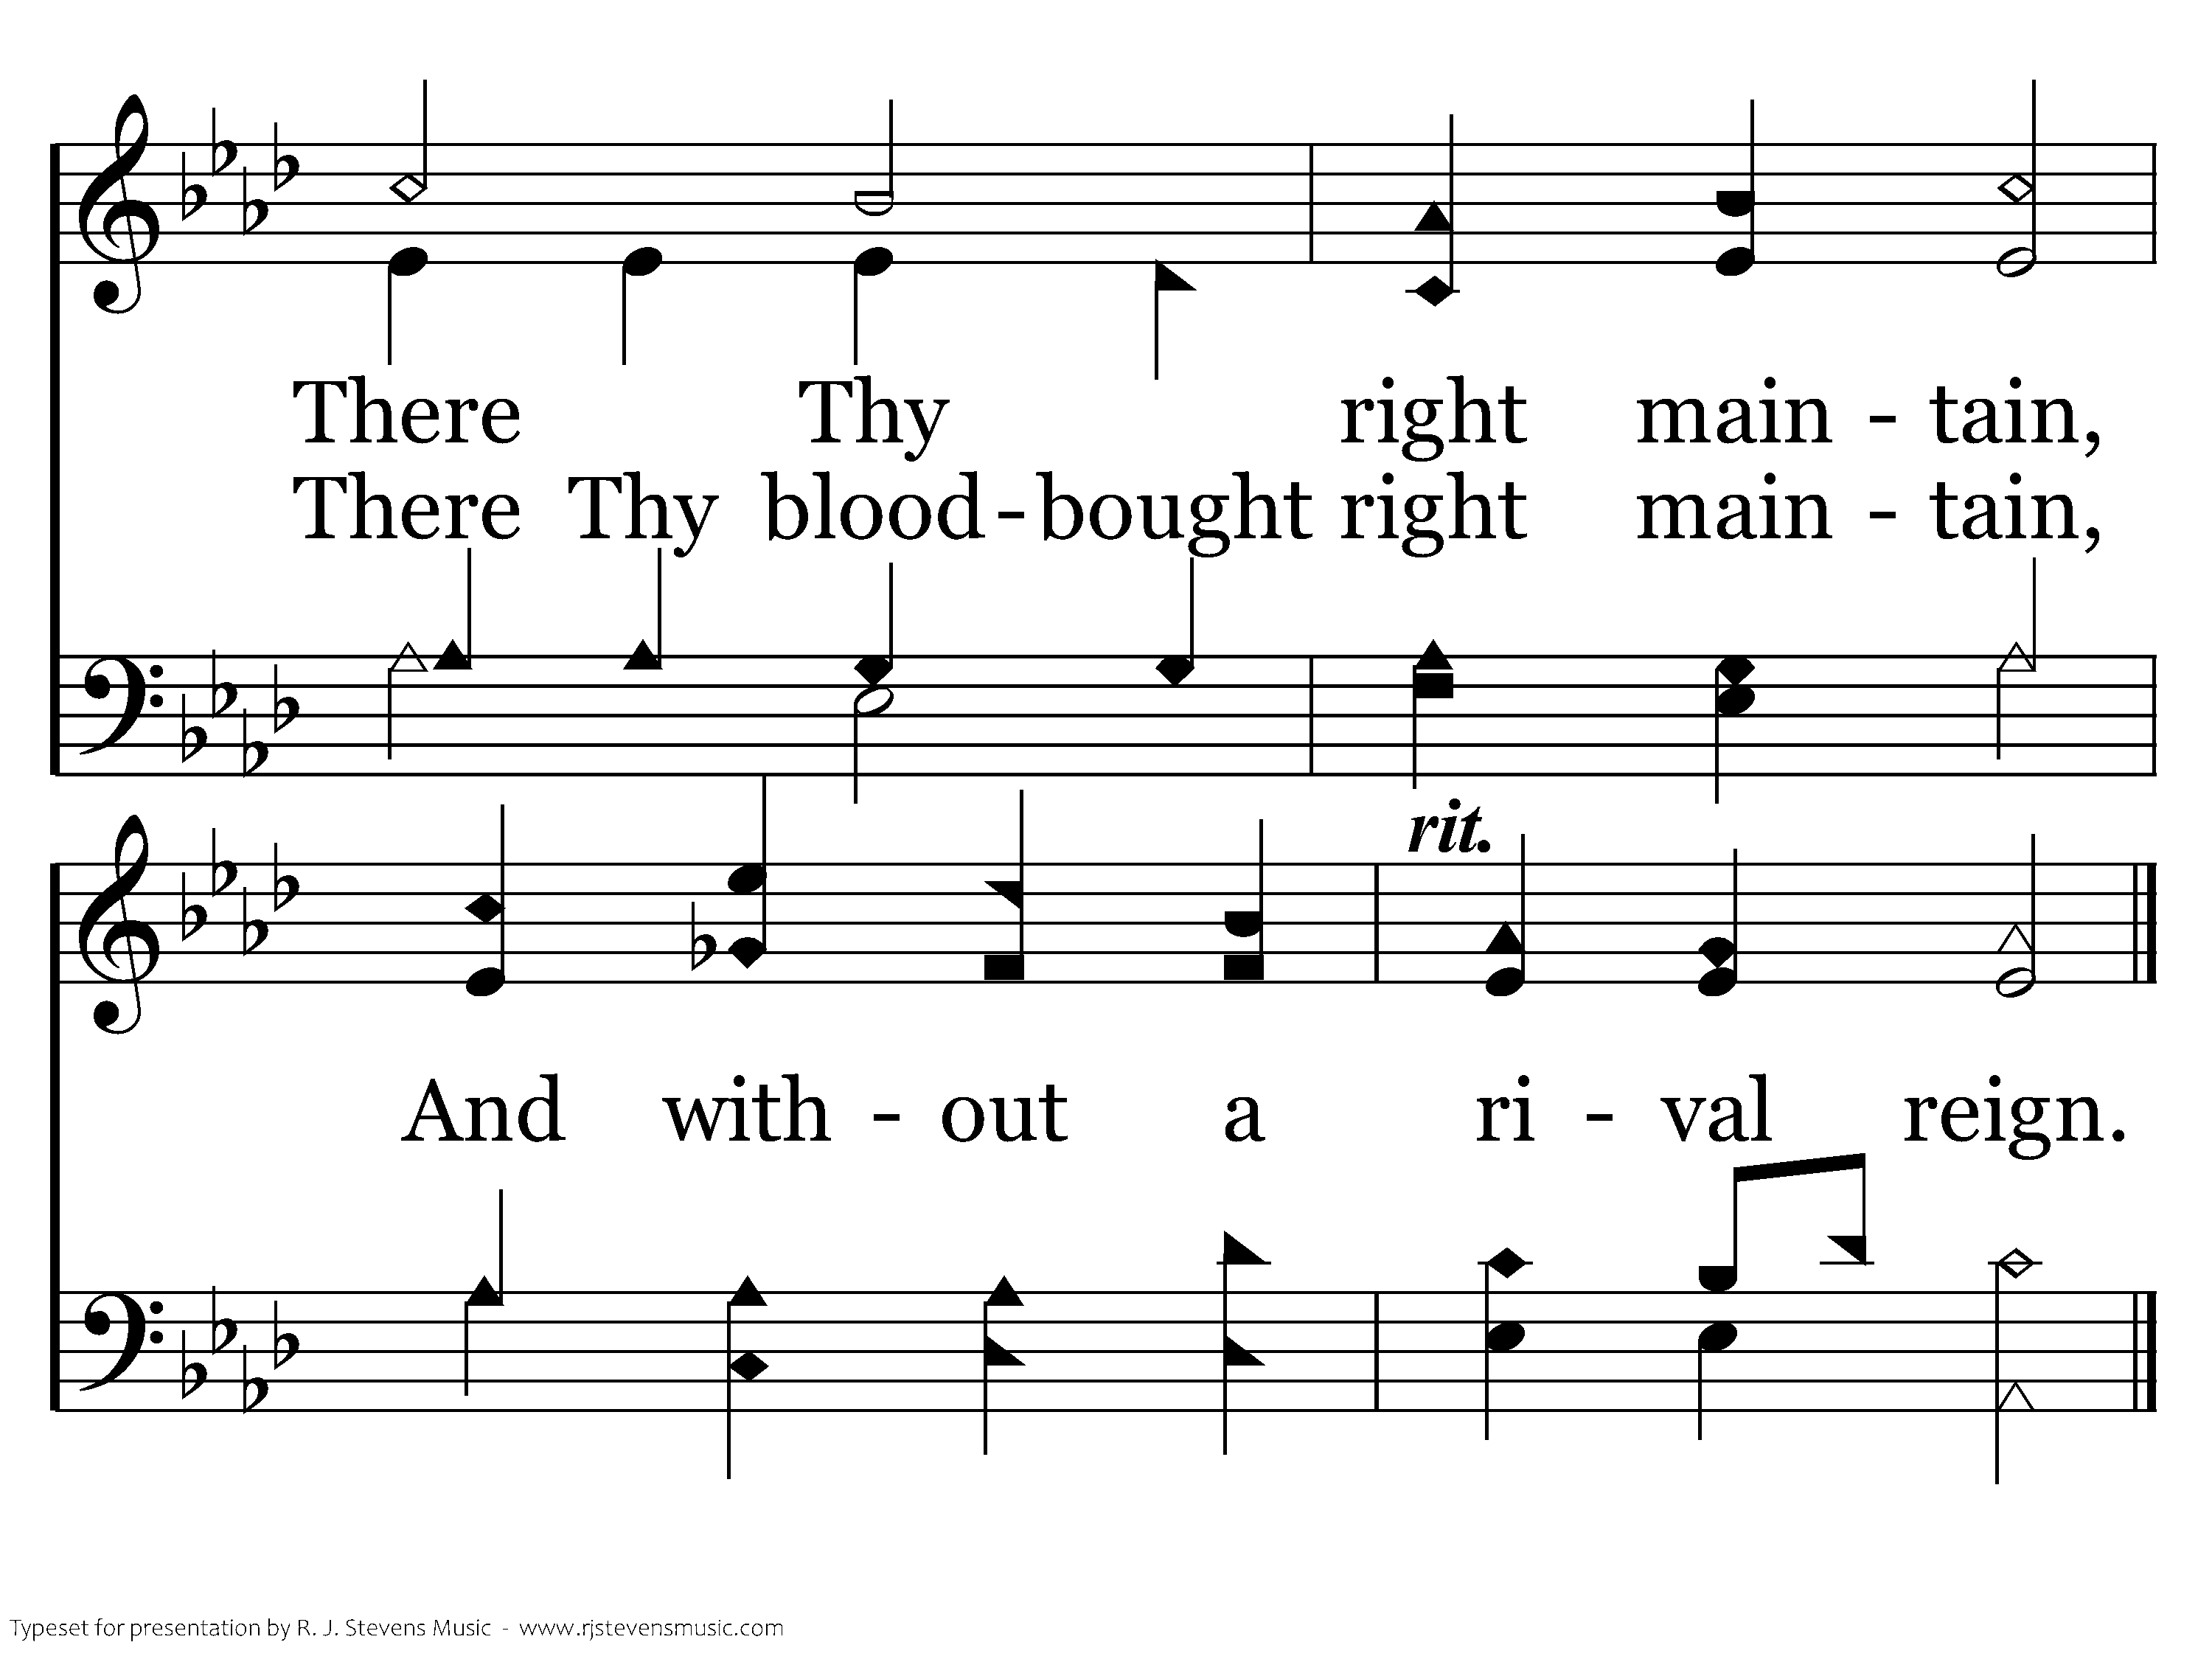 There Thy right main - tain,
There Thy blood - bought right main - tain,
rit.
And with - out a ri - val reign.
Typeset for presentation by R. J. Stevens Music - www.rjstevensmusic.com